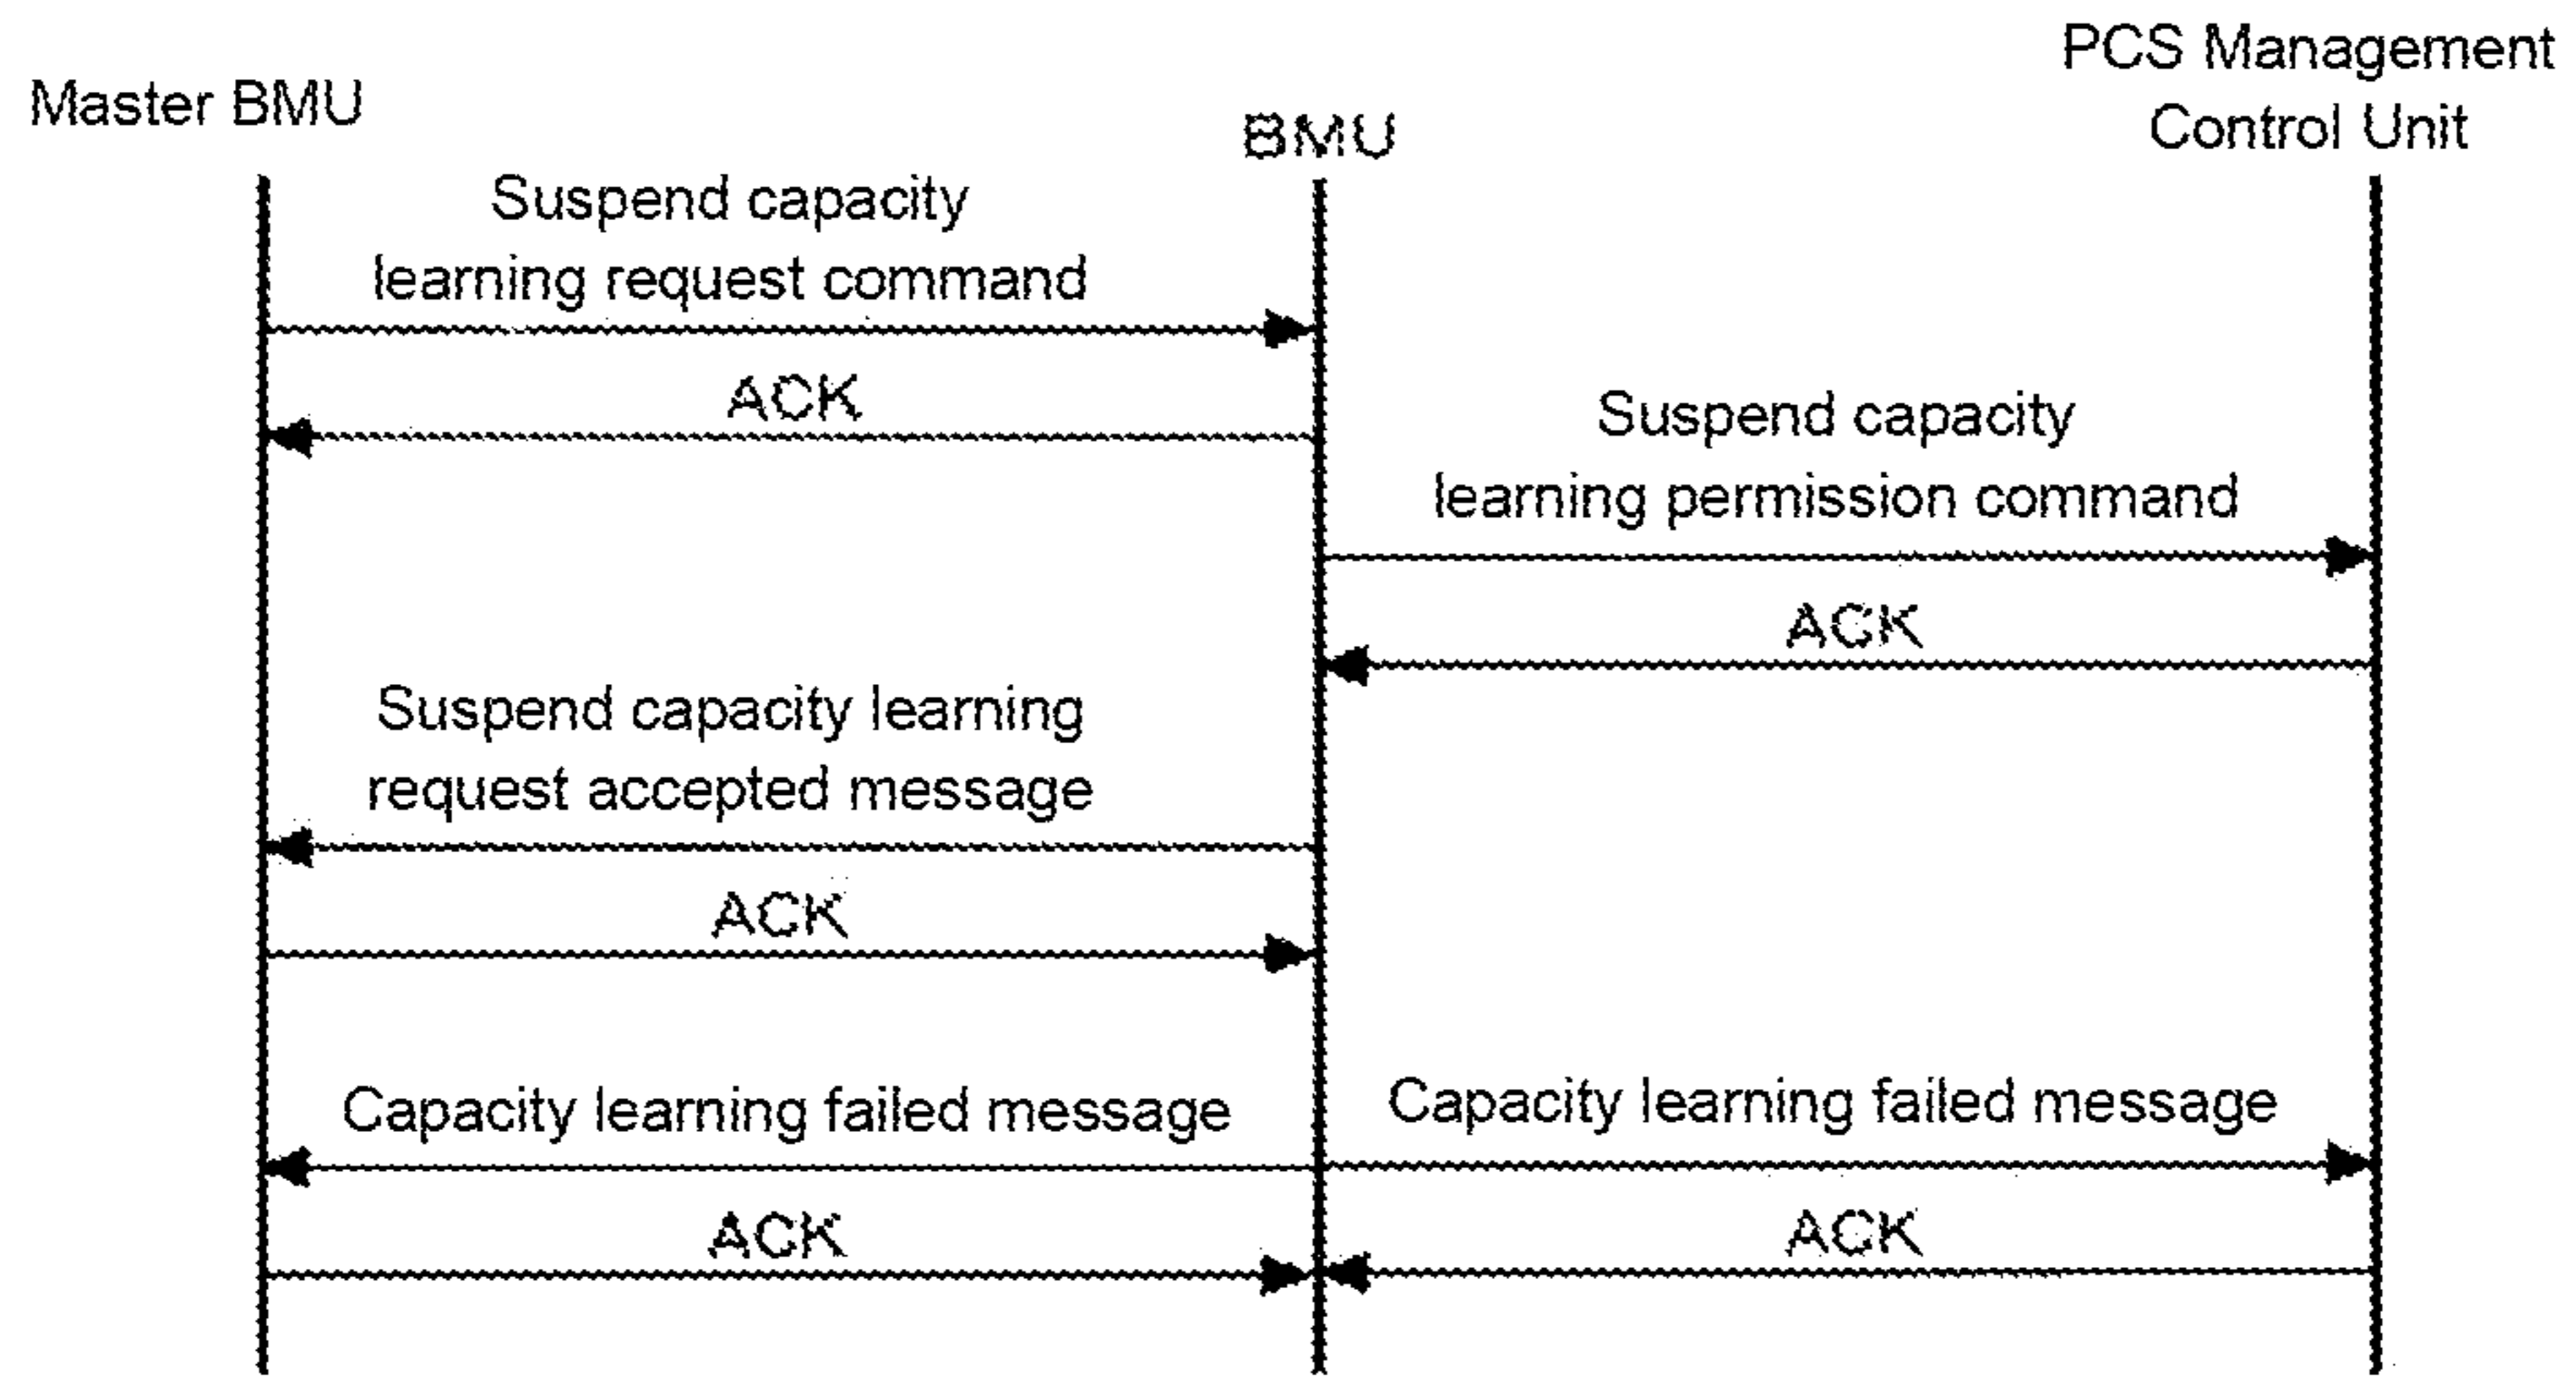 Master BMU
BMU
PCS Management
Control Unit
Suspend capacity
learning request command
ACK
Suspend capacity
learning permission command
ACK
Suspend capacity learning
request accepted message
ACK
Capacity learning failed message
Capacity learning failed message
ACK
ACK